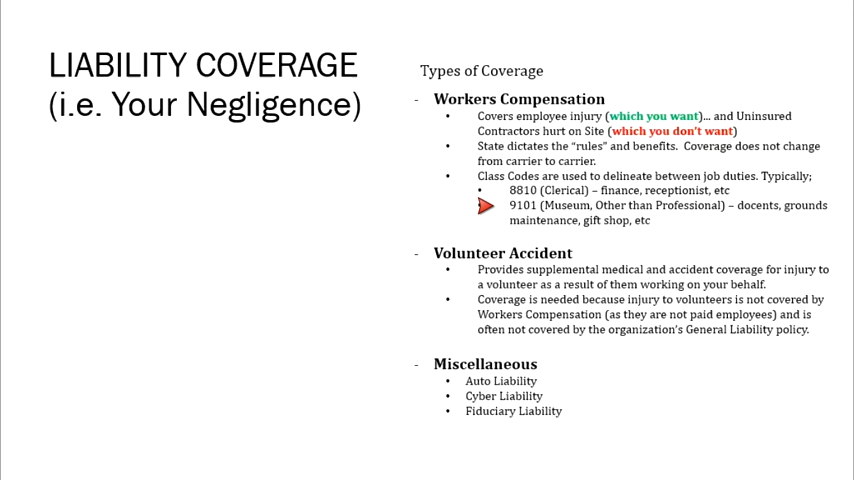 LIABILITY COVERAGE
(i.e. Your Negligence)
Types of Coverage
- Workers Compensation
• Covers employee injury (which you want)... and Uninsured
Contractors hurt on Site (which you don't want)
• State dictates the “rules” and benefits. Coverage does not change
from carrier to carrier.
• Class Codes are used to delineate between job duties. Typically;
• 8810 (Clerical) – finance, receptionist, etc
9101 (Museum, Other than Professional) – docents, grounds
maintenance, gift shop, etc
- Volunteer Accident
• Provides supplemental medical and accident coverage for injury to
a volunteer as a result of them working on your behalf.
• Coverage is needed because injury to volunteers is not covered by
Workers Compensation (as they are not paid employees) and is
often not covered by the organization's General Liability policy.
- Miscellaneous
• Auto Liability
• Cyber Liability
• Fiduciary Liability